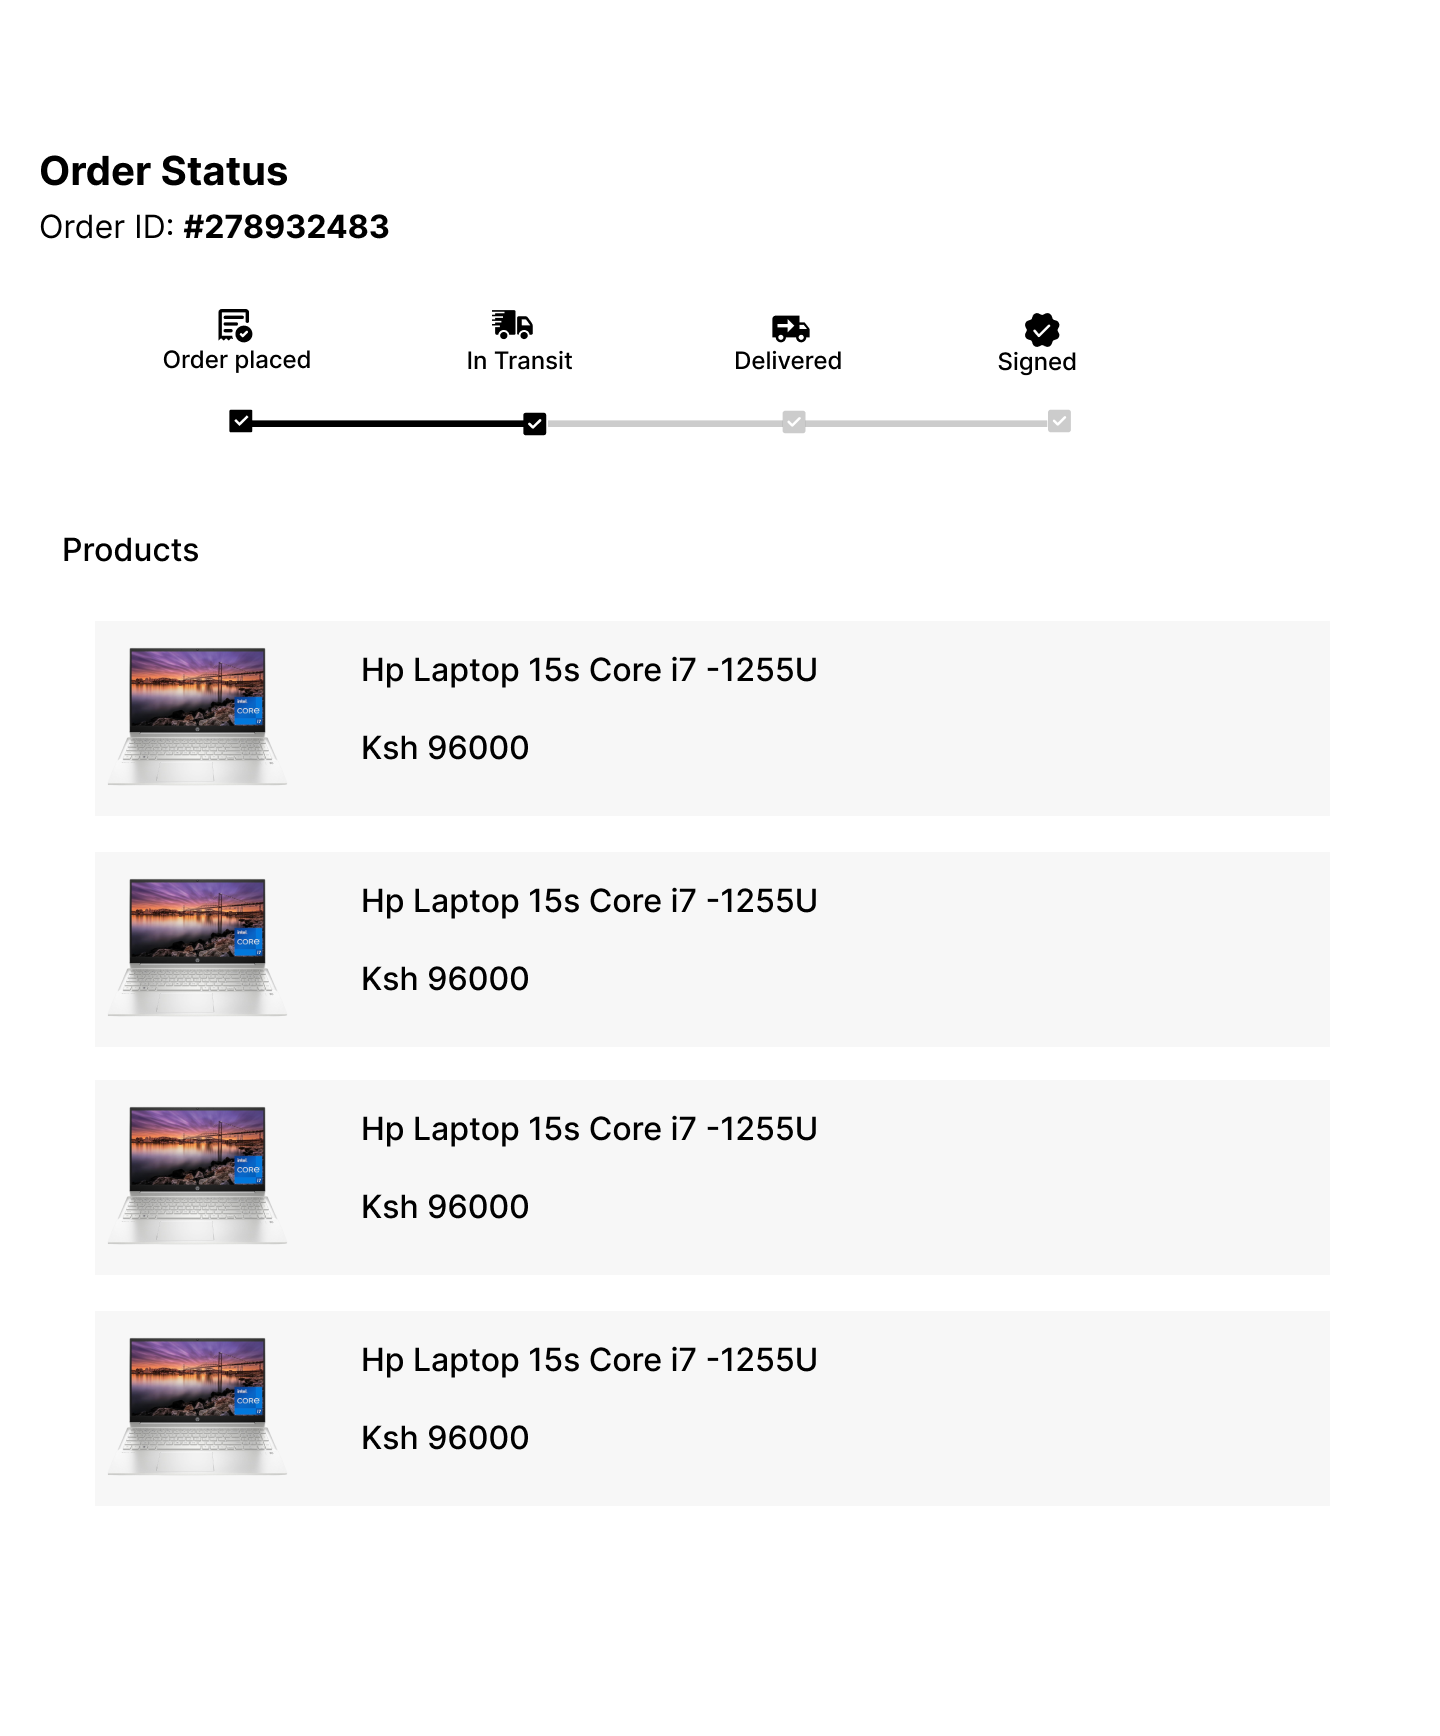 Order Status
Order ID: #278932483
Order placed
In Transit
Delivered
Signed
Products
Hp Laptop 15s Core i7 -1255U
Ksh 96000
intel
CORE
i7
Hp Laptop 15s Core i7 -1255U
Ksh 96000
intel
CORE
i7
Hp Laptop 15s Core i7 -1255U
Ksh 96000
intel
CORE
i7
Hp Laptop 15s Core i7 -1255U
Ksh 96000
intel
CORE
i7